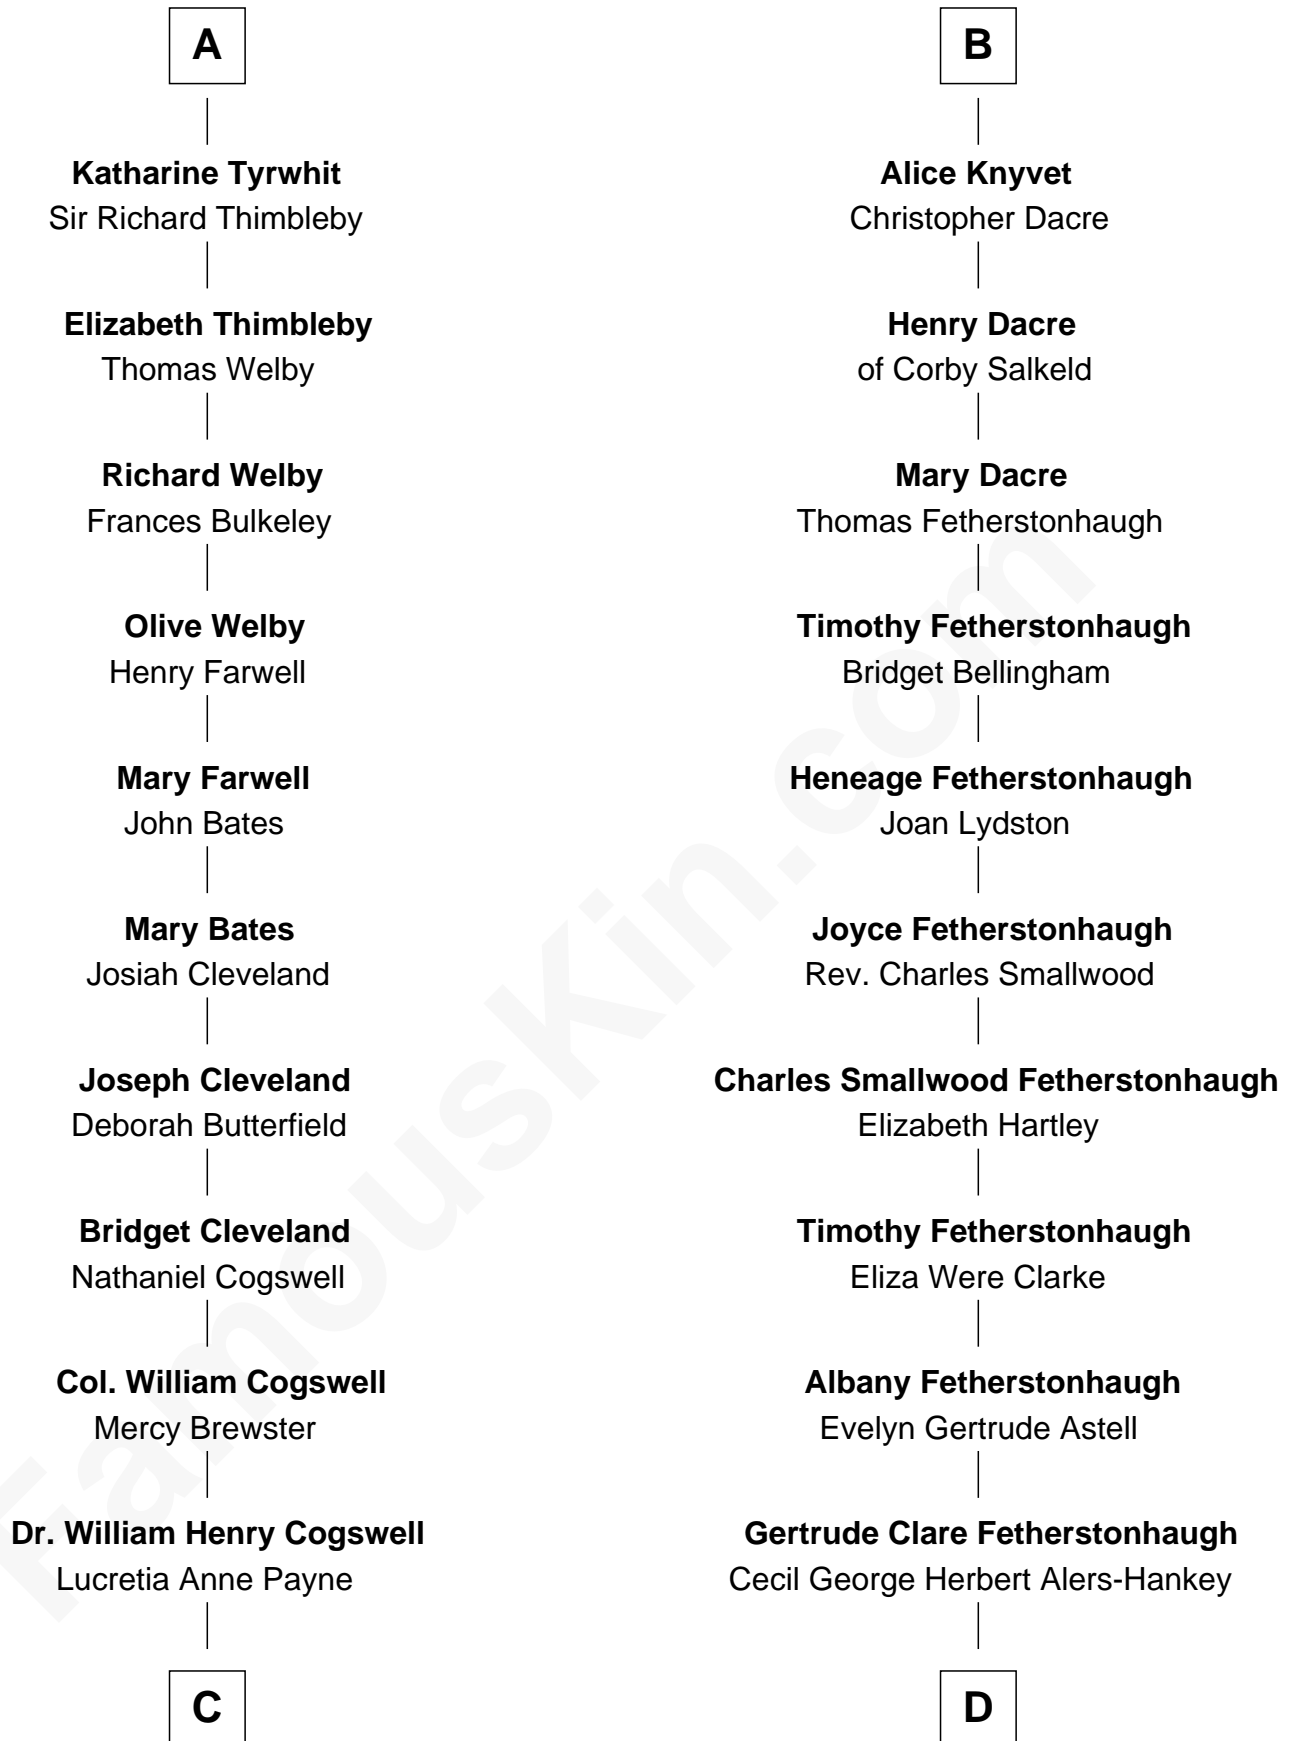 A
Katharine Tyrwhit
Sir Richard Thimbleby
Elizabeth Thimbleby
Thomas Welby
Richard Welby
Frances Bulkeley
Olive Welby
Henry Farwell
Mary Farwell
John Bates
Mary Bates
Josiah Cleveland
Joseph Cleveland
Deborah Butterfield
Bridget Cleveland
Nathaniel Cogswell
Col. William Cogswell
Mercy Brewster
Dr. William Henry Cogswell
Lucretia Anne Payne
C
B
Alice Knyvet
Christopher Dacre
Henry Dacre
of Corby Salkeld
Mary Dacre
Thomas Fetherstonhaugh
Timothy Fetherstonhaugh
Bridget Bellingham
Heneage Fetherstonhaugh
Joan Lydston
Joyce Fetherstonhaugh
Rev. Charles Smallwood
Charles Smallwood Fetherstonhaugh
Elizabeth Hartley
Timothy Fetherstonhaugh
Eliza Were Clarke
Albany Fetherstonhaugh
Evelyn Gertrude Astell
Gertrude Clare Fetherstonhaugh
Cecil George Herbert Alers-Hankey
D
FamousKin.com